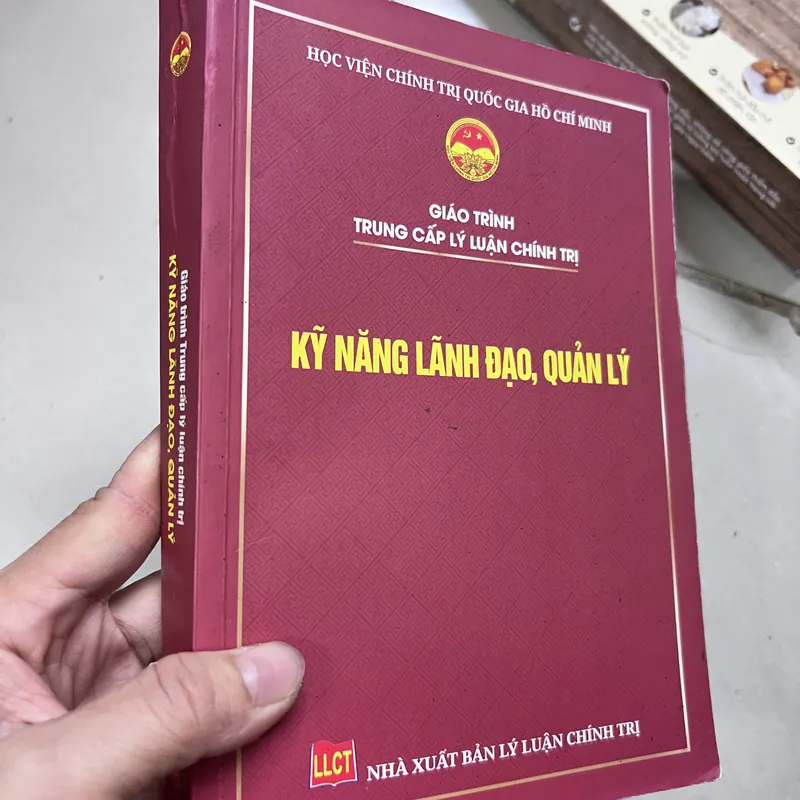 HỌC VIỆN CHÍNH TRỊ QUỐC GIA HỒ CHÍ MINH
GIÁO TRÌNH
TRUNG CẤP LÝ LUẬN CHÍNH TRỊ
KỸ NĂNG LÃNH ĐẠO, QUẢN LÝ
LLCT
NHÀ XUẤT BẢN LÝ LUẬN CHÍNH TRỊ
Giáo trình Trung cấp lý luận chính trị
KỸ NĂNG LÃNH ĐẠO, QUẢN LÝ